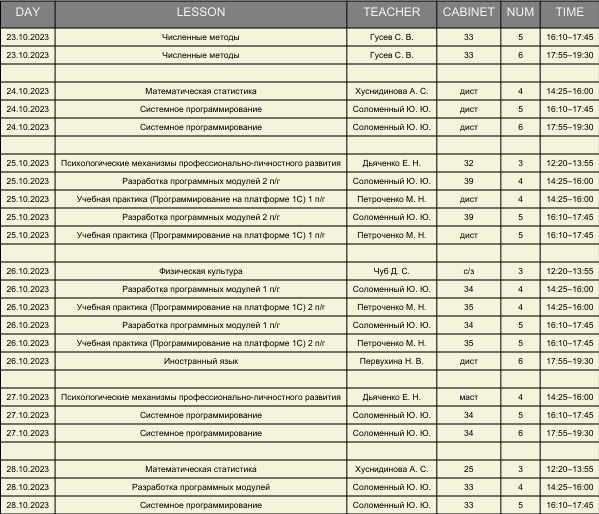 DAY LESSON TEACHER CABINET NUM TIME
23.10.2023 Численные методы Гусев С. В. 33 5 16:10–17:45
23.10.2023 Численные методы Гусев С. В. 33 6 17:55–19:30
24.10.2023 Математическая статистика Хуснидинова А. С. дист 4 14:25–16:00
24.10.2023 Системное программирование Соломенный Ю. Ю. дист 5 16:10–17:45
24.10.2023 Системное программирование Соломенный Ю. Ю. дист 6 17:55–19:30
25.10.2023 Психологические механизмы профессионально-личностного развития Дьяченко Е. Н. 32 3 12:20–13:55
25.10.2023 Разработка программных модулей 2 п/г Соломенный Ю. Ю. 39 4 14:25–16:00
25.10.2023 Учебная практика (Программирование на платформе 1С) 1 п/г Петроченко М. Н. дист 4 14:25–16:00
25.10.2023 Разработка программных модулей 2 п/г Соломенный Ю. Ю. 39 5 16:10–17:45
25.10.2023 Учебная практика (Программирование на платформе 1С) 1 п/г Петроченко М. Н. дист 5 16:10–17:45
26.10.2023 Физическая культура Чуб Д. С. с/з 3 12:20–13:55
26.10.2023 Разработка программных модулей 1 п/г Соломенный Ю. Ю. 34 4 14:25–16:00
26.10.2023 Учебная практика (Программирование на платформе 1С) 2 п/г Петроченко М. Н. 35 4 14:25–16:00
26.10.2023 Разработка программных модулей 1 п/г Соломенный Ю. Ю. 34 5 16:10–17:45
26.10.2023 Учебная практика (Программирование на платформе 1С) 2 п/г Петроченко М. Н. 35 5 16:10–17:45
26.10.2023 Иностранный язык Первухина Н. В. дист 6 17:55–19:30
27.10.2023 Психологические механизмы профессионально-личностного развития Дьяченко Е. Н. маст 4 14:25–16:00
27.10.2023 Системное программирование Соломенный Ю. Ю. 34 5 16:10–17:45
27.10.2023 Системное программирование Соломенный Ю. Ю. 34 6 17:55–19:30
28.10.2023 Математическая статистика Хуснидинова А. С. 25 3 12:20–13:55
28.10.2023 Разработка программных модулей Соломенный Ю. Ю. 33 4 14:25–16:00
28.10.2023 Системное программирование Соломенный Ю. Ю. 33 5 16:10–17:45